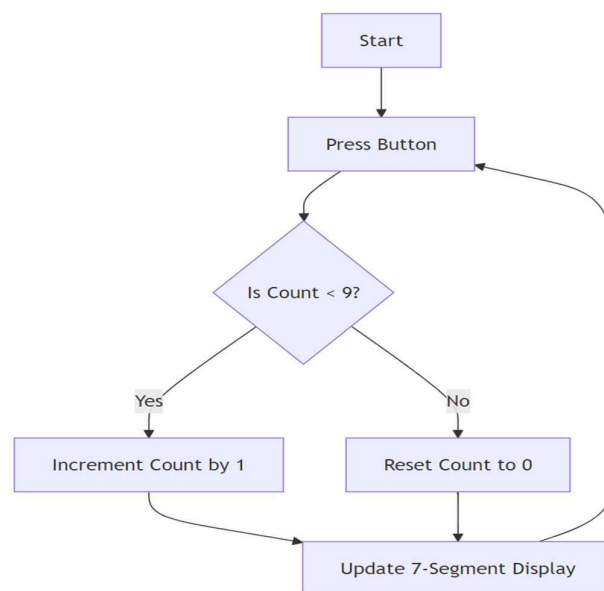 Start
Press Button
Is Count < 9?
Yes
No
Increment Count by 1
Reset Count to 0
Update 7-Segment Display